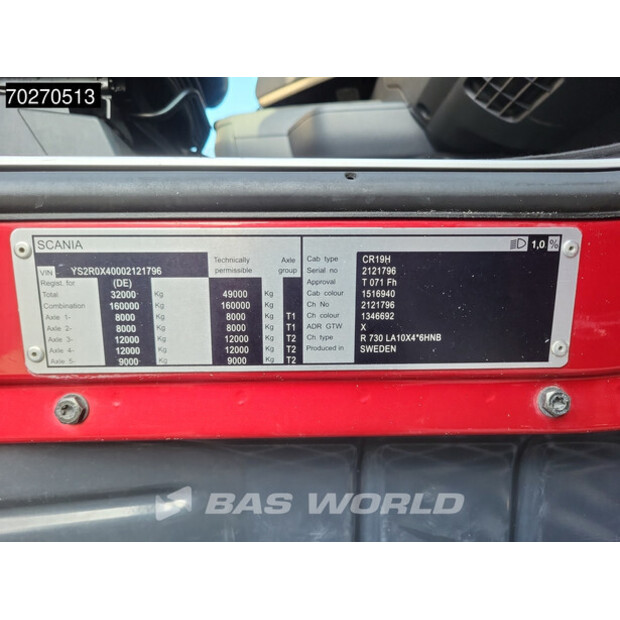 70270513
SCANIA
1,0 %
VIN YS2R0X40002121796 Technically permissible Axle group
Regist. for (DE)
Total: 32000 Kg 49000 Kg
Combination 160000 Kg 160000 Kg
Axle 1- 8000 Kg 8000 Kg T1
Axle 2- 8000 Kg 8000 Kg T1
Axle 3- 12000 Kg 12000 Kg T2
Axle 4- 12000 Kg 12000 Kg T2
Axle 5- 9000 Kg 9000 Kg T2
Cab type CR19H
Serial no 2121796
Approval T 071 Fh
Cab colour 1516940
Ch No 2121796
Ch colour 1346692
ADR GTW X
Ch type R 730 LA10X4*6HNB
Produced in SWEDEN
BAS WORLD